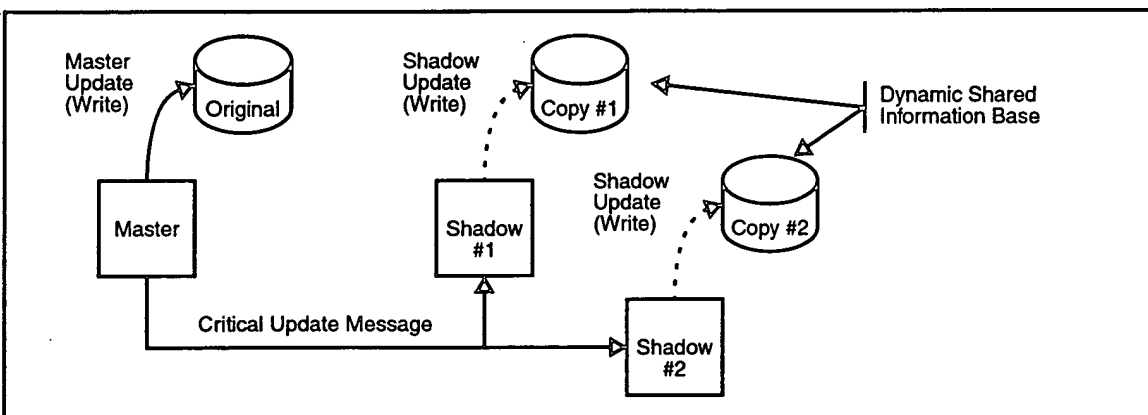 Master
Update
(Write)
Original
Shadow
Update
(Write)
Copy #1
Dynamic Shared
Information Base
Shadow
Update
(Write)
Copy #2
Master
Shadow
#1
Critical Update Message
Shadow
#2